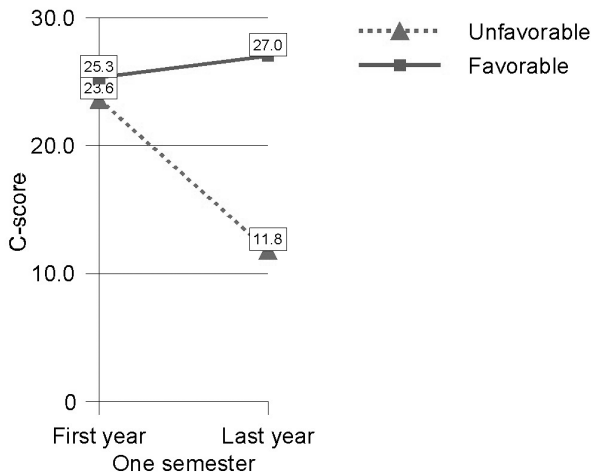 30.0
20.0
10.0
0
C-score
25.3
23.6
27.0
11.8
First year
Last year
One semester
Unfavorable
Favorable